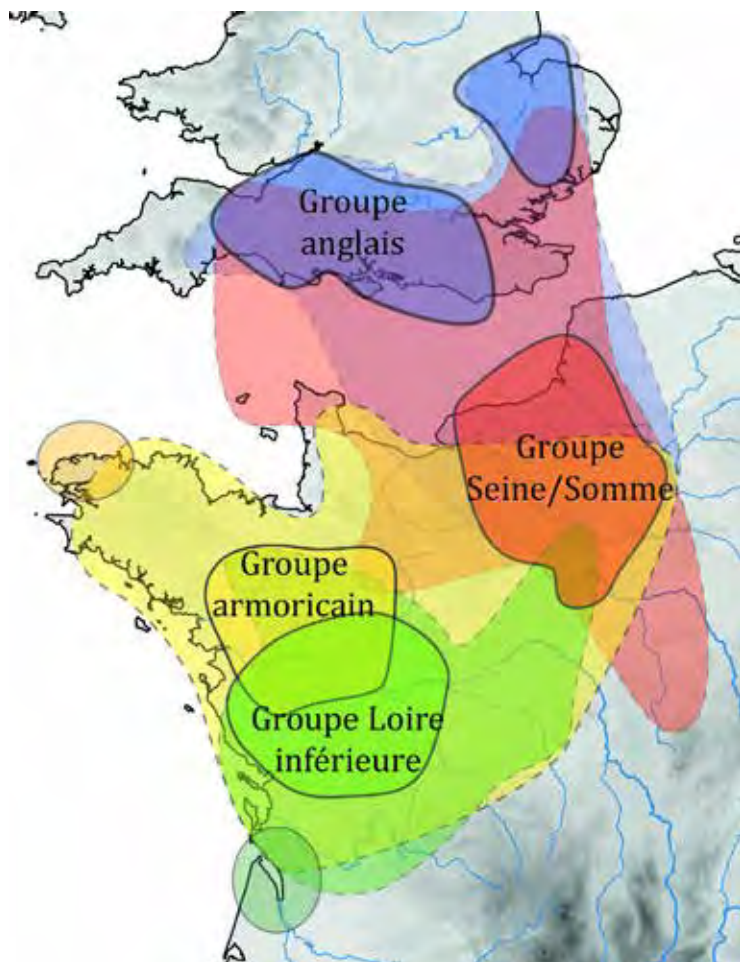 Groupe
anglais
Groupe
Seine/Somme
Groupe
armoricain
Groupe Loire
inférieure